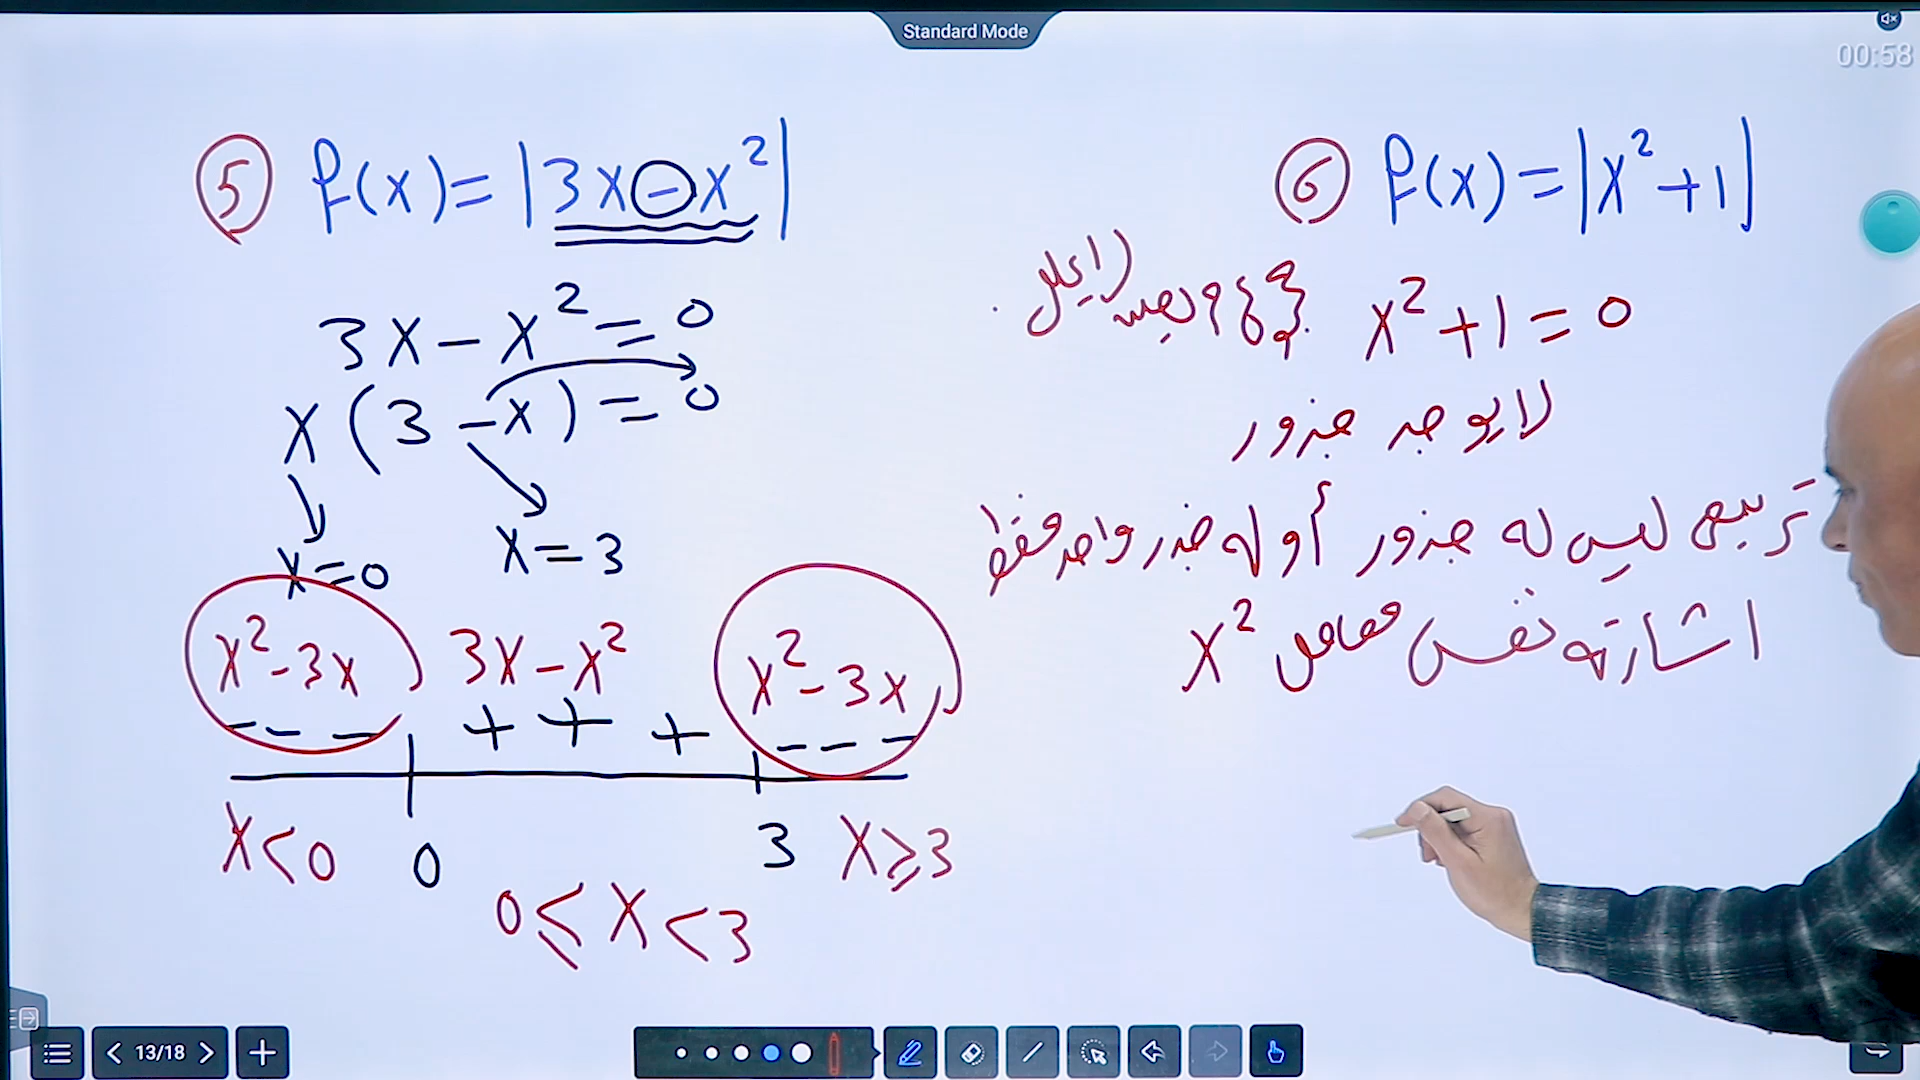 Standard Mode
00:58
⑤ f(x) = |3x - x²|
3x - x² = 0
x (3 - x) = 0
x = 0
x = 3
x² - 3x
3x - x²
x² - 3x
- - -
+ + +
- - -
0
3
x < 0
0 ≤ x < 3
x ≥ 3
⑥ f(x) = |x² + 1|
x² + 1 = 0
لا يوجد جذور
تربيعي ليس له جذور أو له جذر واحد فقط
اشارته نفس معامل x²
13/18